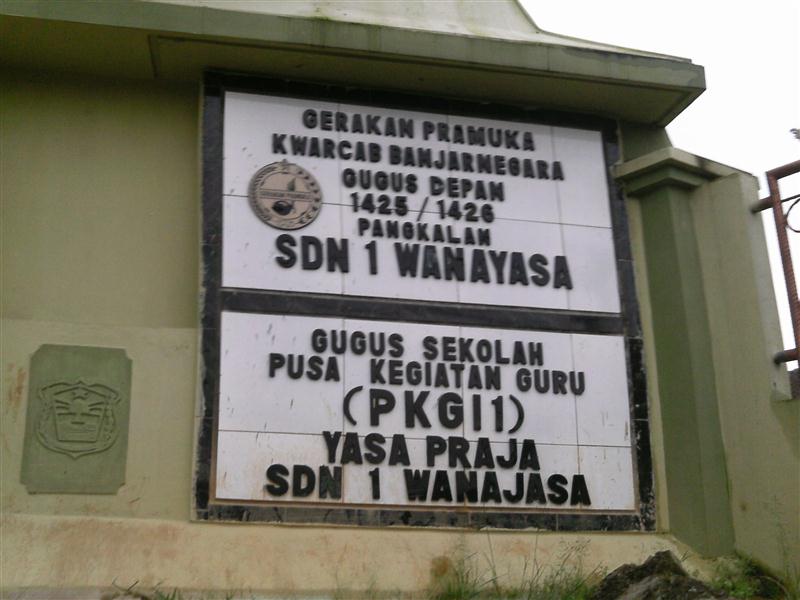 GERAKAN PRAMUKA
KWARCAB BANJARNEGARA
GUGUS DEPAN
1425 / 1426
PANGKALAN
SDN 1 WANAYASA
GUGUS SEKOLAH
PUSA KEGIATAN GURU
(PKGI1)
YASA PRAJA
SDN 1 WANAJASA